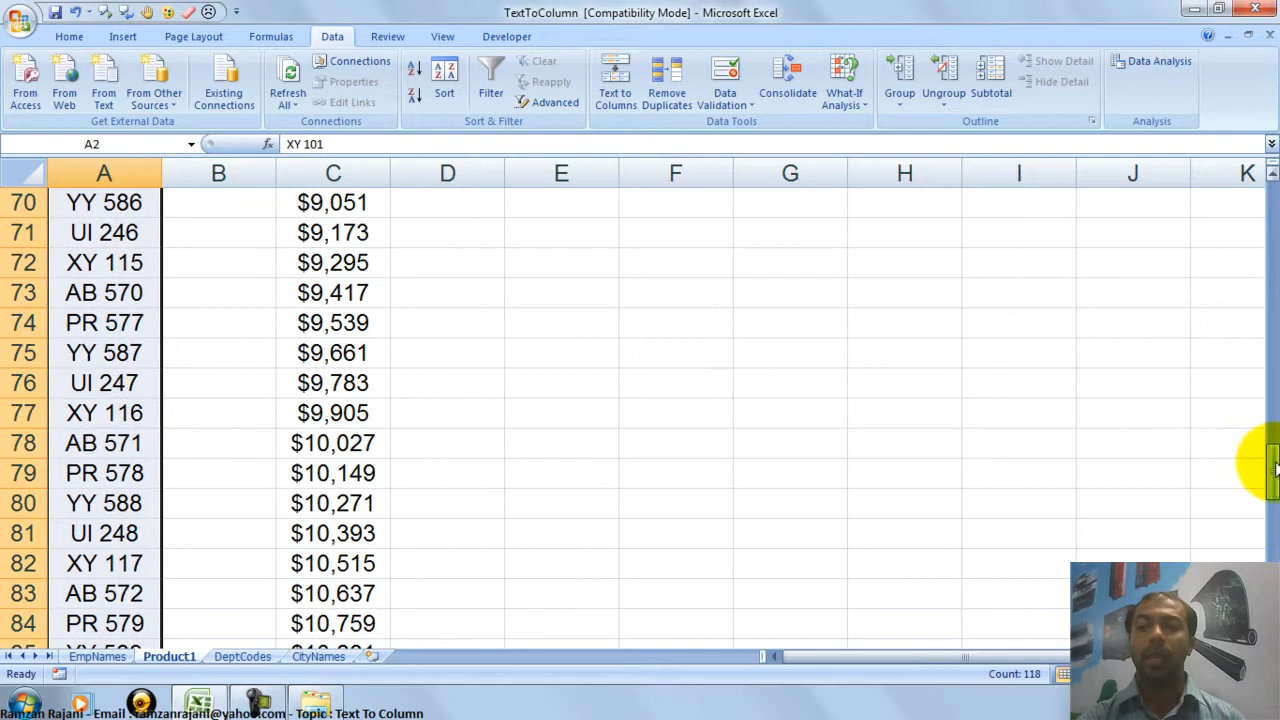 TextToColumn [Compatibility Mode] - Microsoft Excel
Home Insert Page Layout Formulas Data Review View Developer
From Access
From Web
From Text
From Other Sources
Existing Connections
Get External Data
Refresh All
Connections
Properties
Edit Links
Connections
Sort
Filter
Clear
Reapply
Advanced
Sort & Filter
Text to Columns
Remove Duplicates
Data Validation
Consolidate
What-If Analysis
Data Tools
Group
Ungroup
Subtotal
Show Detail
Hide Detail
Outline
Data Analysis
Analysis
A2 fx XY 101
A B C D E F G H I J K
70 YY 586 $9,051
71 UI 246 $9,173
72 XY 115 $9,295
73 AB 570 $9,417
74 PR 577 $9,539
75 YY 587 $9,661
76 UI 247 $9,783
77 XY 116 $9,905
78 AB 571 $10,027
79 PR 578 $10,149
80 YY 588 $10,271
81 UI 248 $10,393
82 XY 117 $10,515
83 AB 572 $10,637
84 PR 579 $10,759
EmpNames Product1 DeptCodes CityNames
Ready Count: 118
Ramzan Rajani - Email : ramzanrajani@yahoo.com - Topic : Text To Column